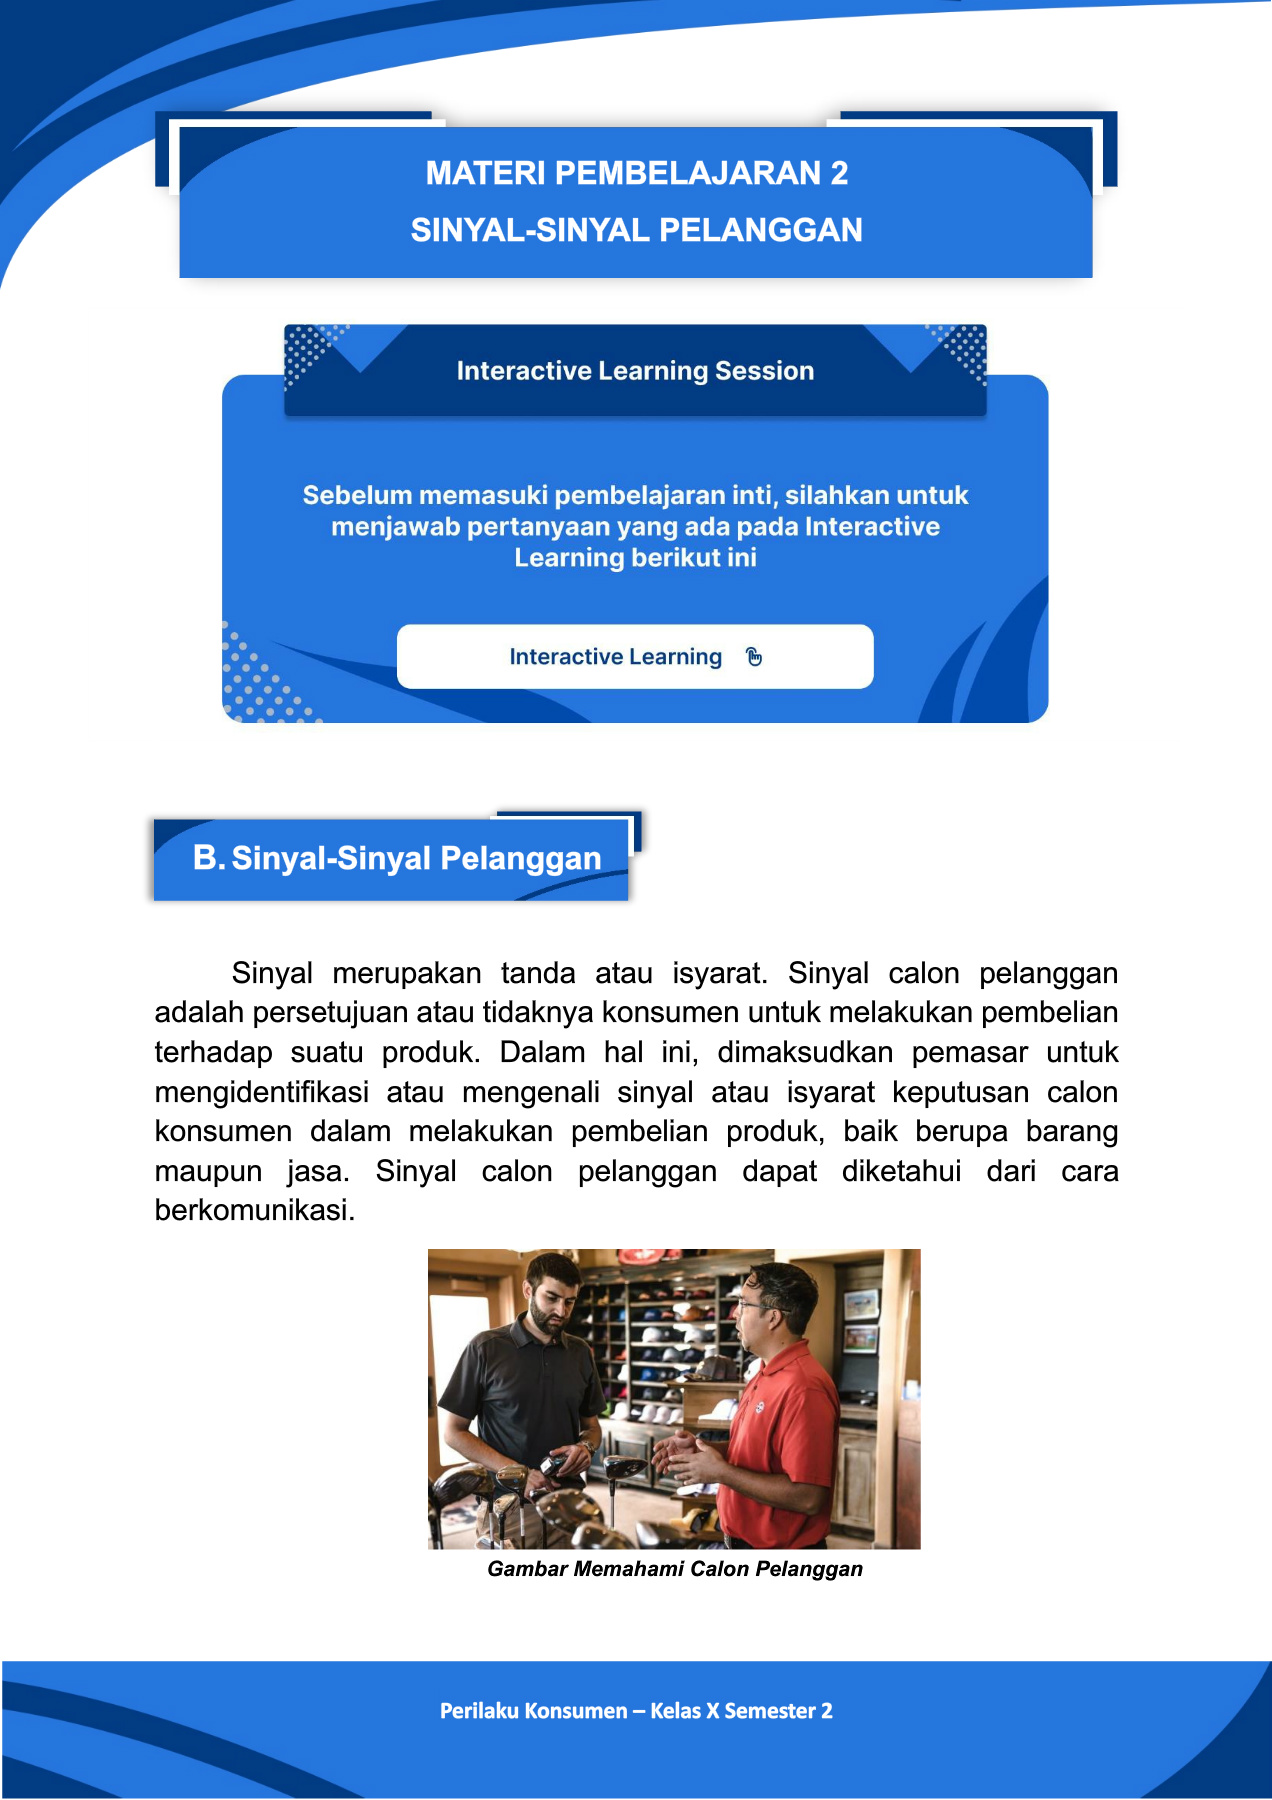 MATERI PEMBELAJARAN 2
SINYAL-SINYAL PELANGGAN
Interactive Learning Session
Sebelum memasuki pembelajaran inti, silahkan untuk
menjawab pertanyaan yang ada pada Interactive
Learning berikut ini
Interactive Learning
B. Sinyal-Sinyal Pelanggan
Sinyal merupakan tanda atau isyarat. Sinyal calon pelanggan
adalah persetujuan atau tidaknya konsumen untuk melakukan pembelian
terhadap suatu produk. Dalam hal ini, dimaksudkan pemasar untuk
mengidentifikasi atau mengenali sinyal atau isyarat keputusan calon
konsumen dalam melakukan pembelian produk, baik berupa barang
maupun jasa. Sinyal calon pelanggan dapat diketahui dari cara
berkomunikasi.
Gambar Memahami Calon Pelanggan
Perilaku Konsumen – Kelas X Semester 2